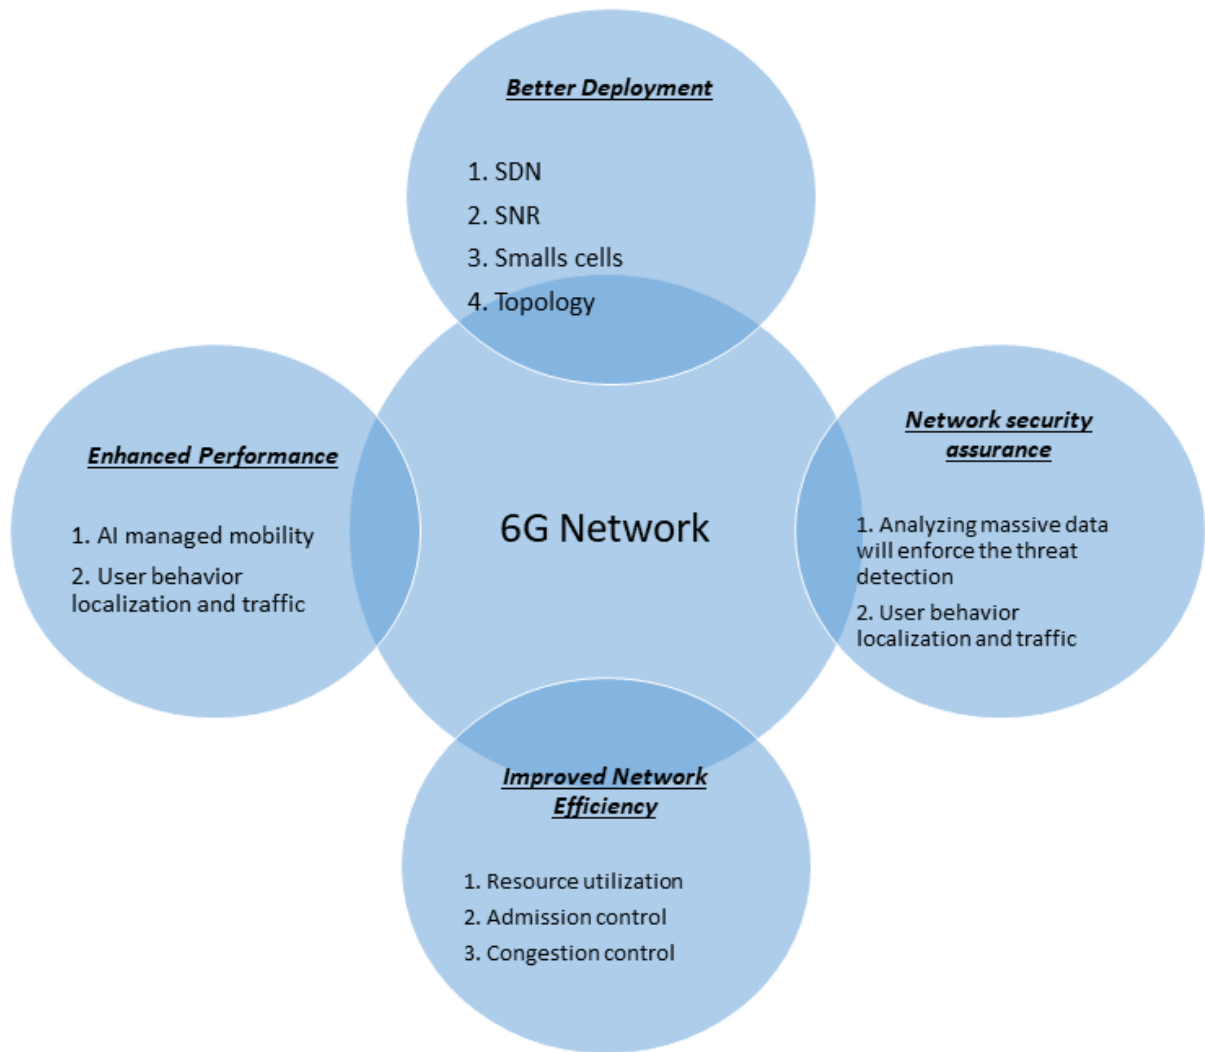 Better Deployment
1. SDN
2. SNR
3. Smalls cells
4. Topology
Enhanced Performance
1. AI managed mobility
2. User behavior
localization and traffic
6G Network
Network security
assurance
1. Analyzing massive data
will enforce the threat
detection
2. User behavior
localization and traffic
Improved Network
Efficiency
1. Resource utilization
2. Admission control
3. Congestion control